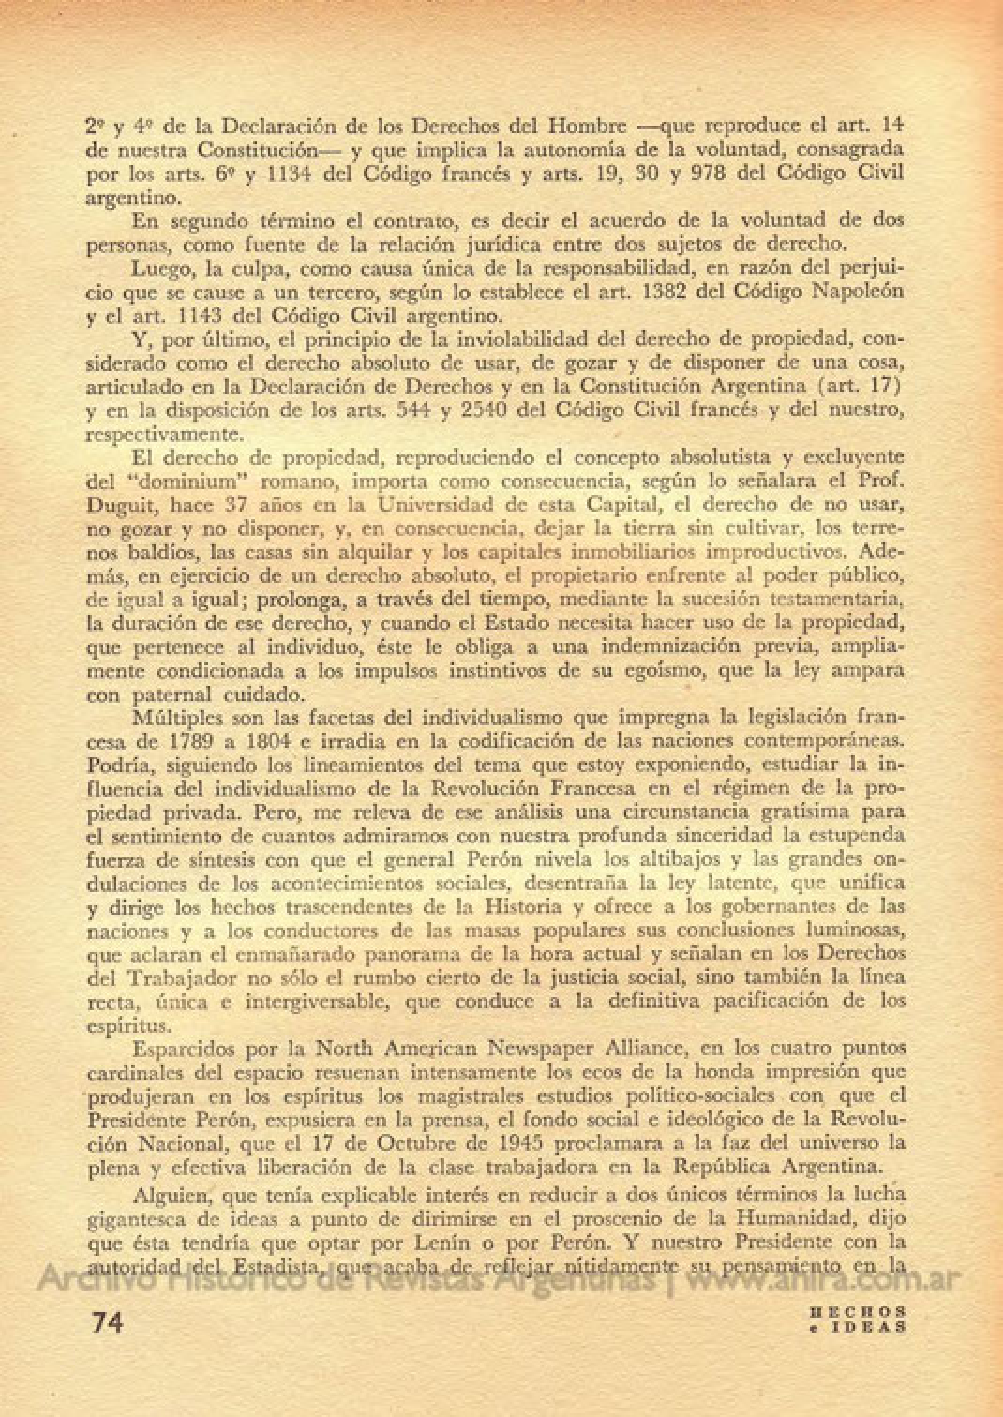 2º y 4º de la Declaración de los Derechos del Hombre —que reproduce el art. 14
de nuestra Constitución— y que implica la autonomía de la voluntad, consagrada
por los arts. 6º y 1134 del Código francés y arts. 19, 30 y 978 del Código Civil
argentino.
En segundo término el contrato, es decir el acuerdo de la voluntad de dos
personas, como fuente de la relación jurídica entre dos sujetos de derecho.
Luego, la culpa, como causa única de la responsabilidad, en razón del perjui-
cio que se cause a un tercero, según lo establece el art. 1382 del Código Napoleón
y el art. 1143 del Código Civil argentino.
Y, por último, el principio de la inviolabilidad del derecho de propiedad, con-
siderado como el derecho absoluto de usar, de gozar y de disponer de una cosa,
articulado en la Declaración de Derechos y en la Constitución Argentina (art. 17)
y en la disposición de los arts. 544 y 2540 del Código Civil francés y del nuestro,
respectivamente.
El derecho de propiedad, reproduciendo el concepto absolutista y excluyente
del “dominium” romano, importa como consecuencia, según lo señalara el Prof.
Duguit, hace 37 años en la Universidad de esta Capital, el derecho de no usar,
no gozar y no disponer, y, en consecuencia, dejar la tierra sin cultivar, los terre-
nos baldíos, las casas sin alquilar y los capitales inmobiliarios improductivos. Ade-
más, en ejercicio de un derecho absoluto, el propietario enfrente al poder público,
de igual a igual; prolonga, a través del tiempo, mediante la sucesión testamentaria,
la duración de ese derecho, y cuando el Estado necesita hacer uso de la propiedad,
que pertenece al individuo, éste le obliga a una indemnización previa, amplia-
mente condicionada a los impulsos instintivos de su egoísmo, que la ley ampara
con paternal cuidado.
Múltiples son las facetas del individualismo que impregna la legislación fran-
cesa de 1789 a 1804 e irradia en la codificación de las naciones contemporáneas.
Podría, siguiendo los lineamientos del tema que estoy exponiendo, estudiar la in-
fluencia del individualismo de la Revolución Francesa en el régimen de la pro-
piedad privada. Pero, me releva de ese análisis una circunstancia gratísima para
el sentimiento de cuantos admiramos con nuestra profunda sinceridad la estupenda
fuerza de síntesis con que el general Perón nivela los altibajos y las grandes on-
dulaciones de los acontecimientos sociales, desentraña la ley latente, que unifica
y dirige los hechos trascendentes de la Historia y ofrece a los gobernantes de las
naciones y a los conductores de las masas populares sus conclusiones luminosas,
que aclaran el enmañarado panorama de la hora actual y señalan en los Derechos
del Trabajador no sólo el rumbo cierto de la justicia social, sino también la línea
recta, única e intergiversable, que conduce a la definitiva pacificación de los
espíritus.
Esparcidos por la North American Newspaper Alliance, en los cuatro puntos
cardinales del espacio resuenan intensamente los ecos de la honda impresión que
produjeran en los espíritus los magistrales estudios político-sociales con que el
Presidente Perón, expusiera en la prensa, el fondo social e ideológico de la Revolu-
ción Nacional, que el 17 de Octubre de 1945 proclamara a la faz del universo la
plena y efectiva liberación de la clase trabajadora en la República Argentina.
Alguien, que tenía explicable interés en reducir a dos únicos términos la lucha
gigantesca de ideas a punto de dirimirse en el proscenio de la Humanidad, dijo
que ésta tendría que optar por Lenín o por Perón. Y nuestro Presidente con la
autoridad del Estadista, que acaba de reflejar nítidamente su pensamiento en la
Archivo Histórico de Revistas Argentinas | www.ahira.com.ar
74
HECHOS
e IDEAS